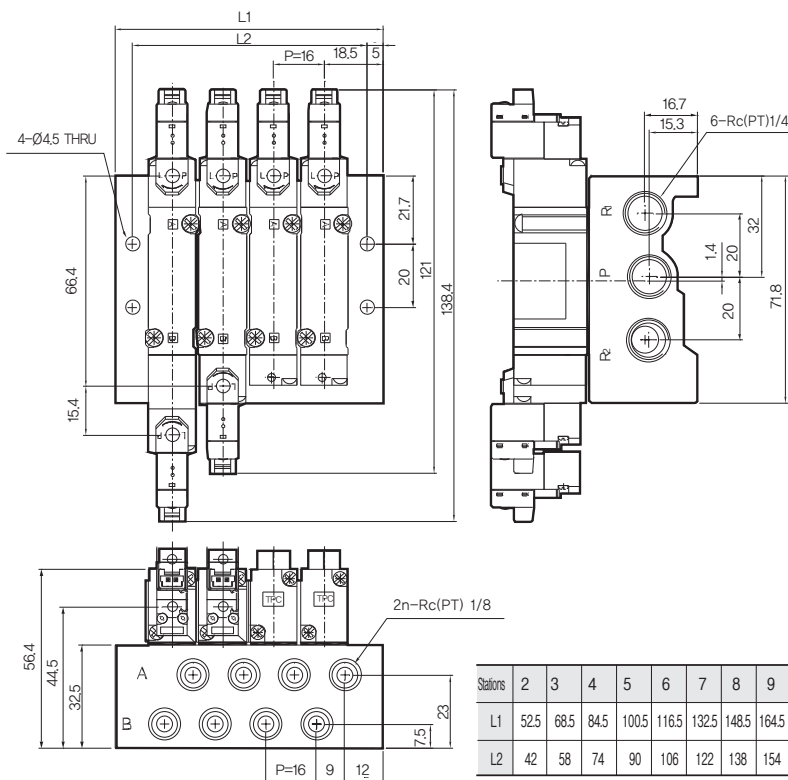 L1
L2
P=16
18.5
5
4-Ø4.5 THRU
L P
L P
L P
L P
66.4
15.4
21.7
20
121
138.4
16.7
15.3
6-Rc(PT)1/4
R1
P
R2
1.4
20
20
32
71.8
TPC
TPC
2n-Rc(PT) 1/8
A
B
56.4
44.5
32.5
23
7.5
P=16
9
12
Stations 2 3 4 5 6 7 8 9
L1 52.5 68.5 84.5 100.5 116.5 132.5 148.5 164.5
L2 42 58 74 90 106 122 138 154